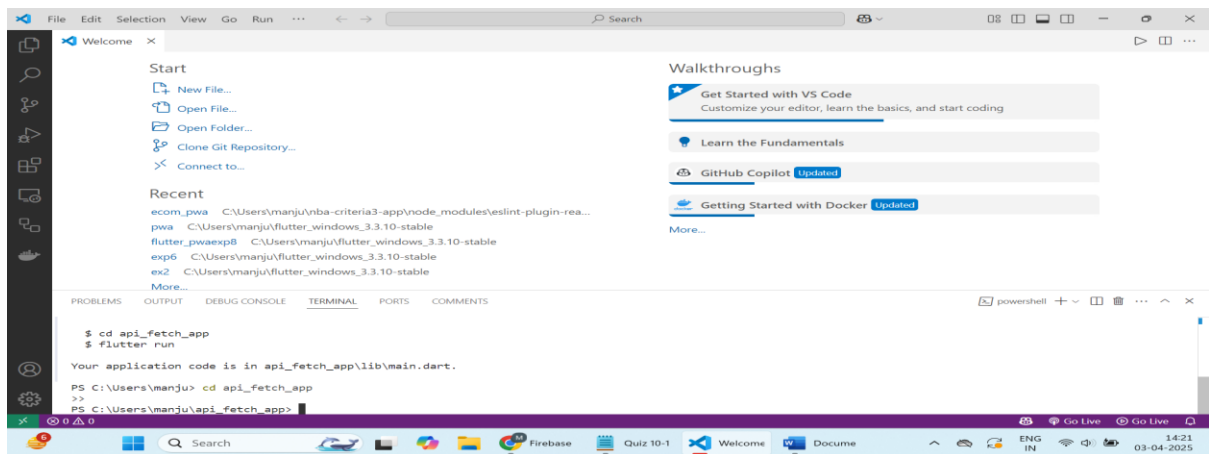 File Edit Selection View Go Run ··· Search
Welcome
Start
New File...
Open File...
Open Folder...
Clone Git Repository...
Connect to...
Recent
ecom_pwa C:\Users\manju\nba-criteria3-app\node_modules\eslint-plugin-rea...
pwa C:\Users\manju\flutter_windows_3.3.10-stable
flutter_pwaexp8 C:\Users\manju\flutter_windows_3.3.10-stable
exp6 C:\Users\manju\flutter_windows_3.3.10-stable
ex2 C:\Users\manju\flutter_windows_3.3.10-stable
More...
Walkthroughs
Get Started with VS Code
Customize your editor, learn the basics, and start coding
Learn the Fundamentals
GitHub Copilot Updated
Getting Started with Docker Updated
More...
PROBLEMS OUTPUT DEBUG CONSOLE TERMINAL PORTS COMMENTS powershell
$ cd api_fetch_app
$ flutter run
Your application code is in api_fetch_app\lib\main.dart.
PS C:\Users\manju> cd api_fetch_app
>>
PS C:\Users\manju\api_fetch_app>
0 0 Go Live Go Live
6 Search Firebase Quiz 10-1 Welcome Docume ENG 14:21
IN 03-04-2025